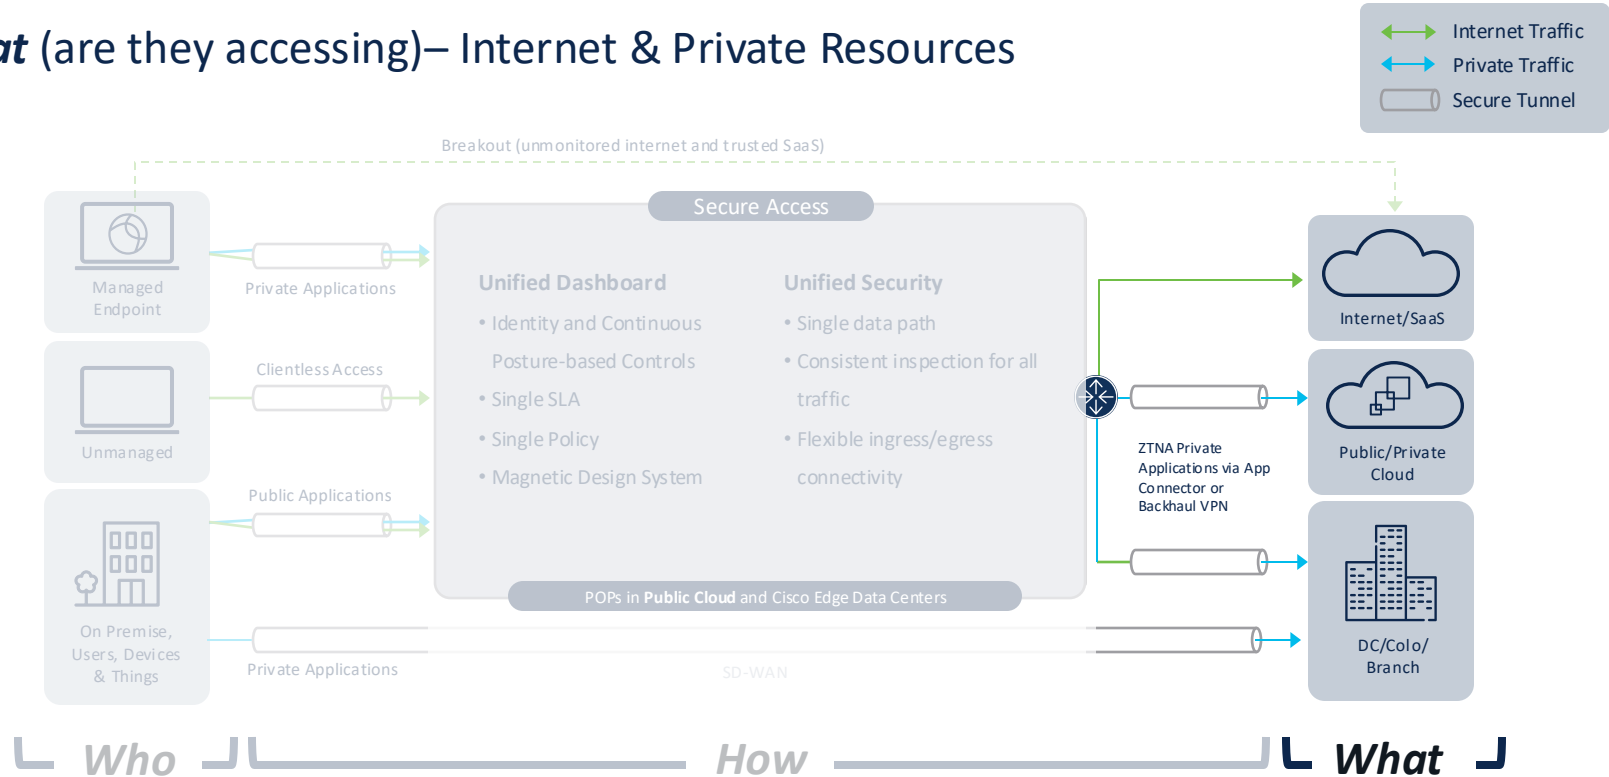 at (are they accessing)– Internet & Private Resources
Internet Traffic
Private Traffic
Secure Tunnel
Breakout (unmonitored internet and trusted SaaS)
Managed
Endpoint
Private Applications
Unmanaged
Clientless Access
Public Applications
On Premise,
Users, Devices
& Things
Private Applications
Secure Access
Unified Dashboard
• Identity and Continuous
Posture-based Controls
• Single SLA
• Single Policy
• Magnetic Design System
Unified Security
• Single data path
• Consistent inspection for all
traffic
• Flexible ingress/egress
connectivity
POPs in Public Cloud and Cisco Edge Data Centers
SD-WAN
ZTNA Private
Applications via App
Connector or
Backhaul VPN
Internet/SaaS
Public/Private
Cloud
DC/Colo/
Branch
Who
How
What